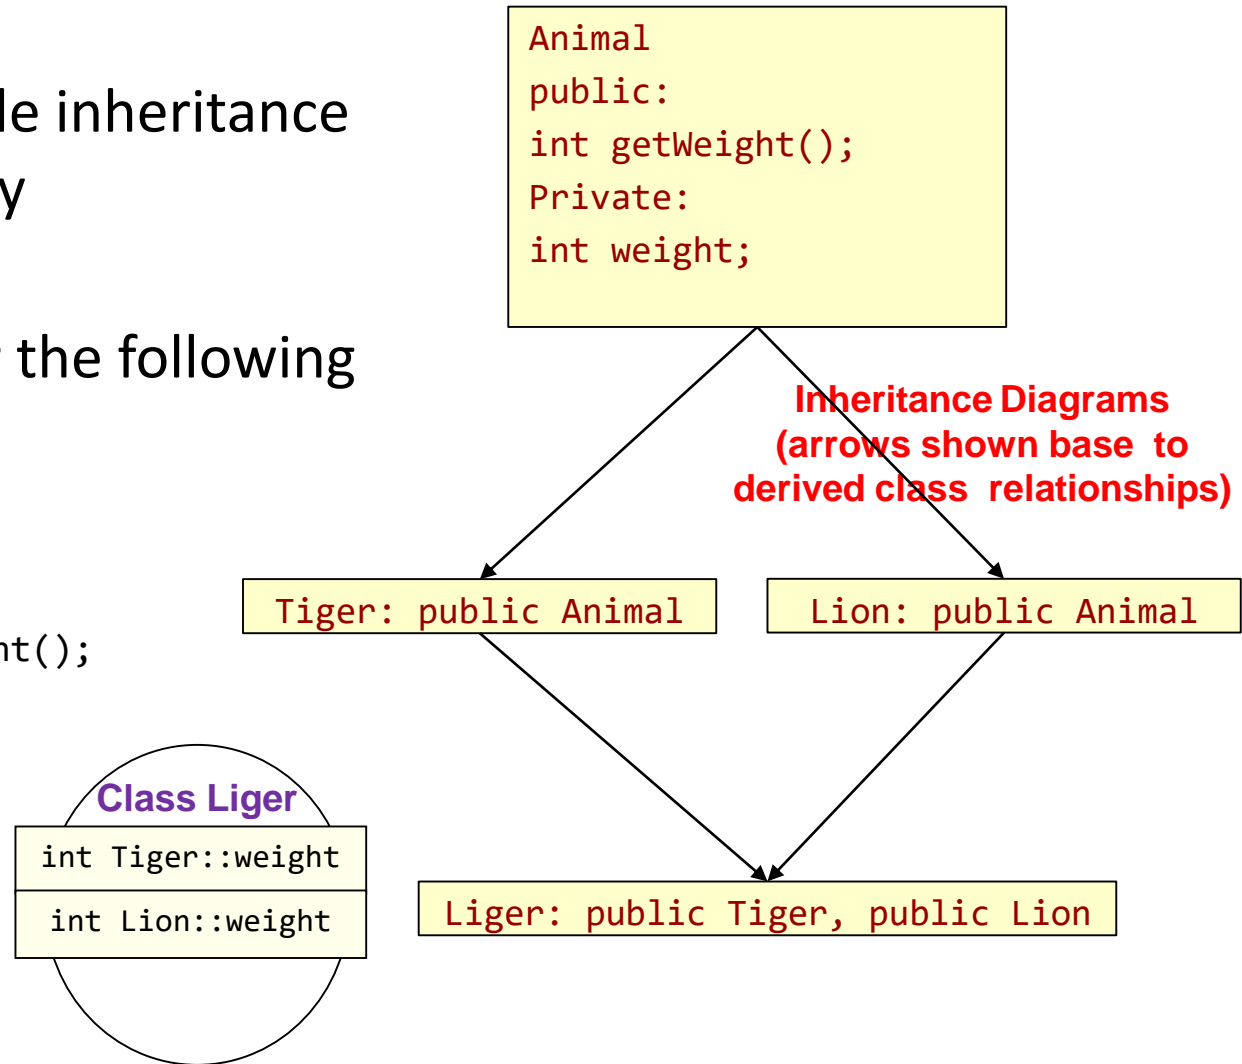 le inheritance
y
the following
nt();
Animal
public:
int getWeight();
Private:
int weight;
Inheritance Diagrams
(arrows shown base to
derived class relationships)
Tiger: public Animal
Lion: public Animal
Class Liger
int Tiger::weight
int Lion::weight
Liger: public Tiger, public Lion